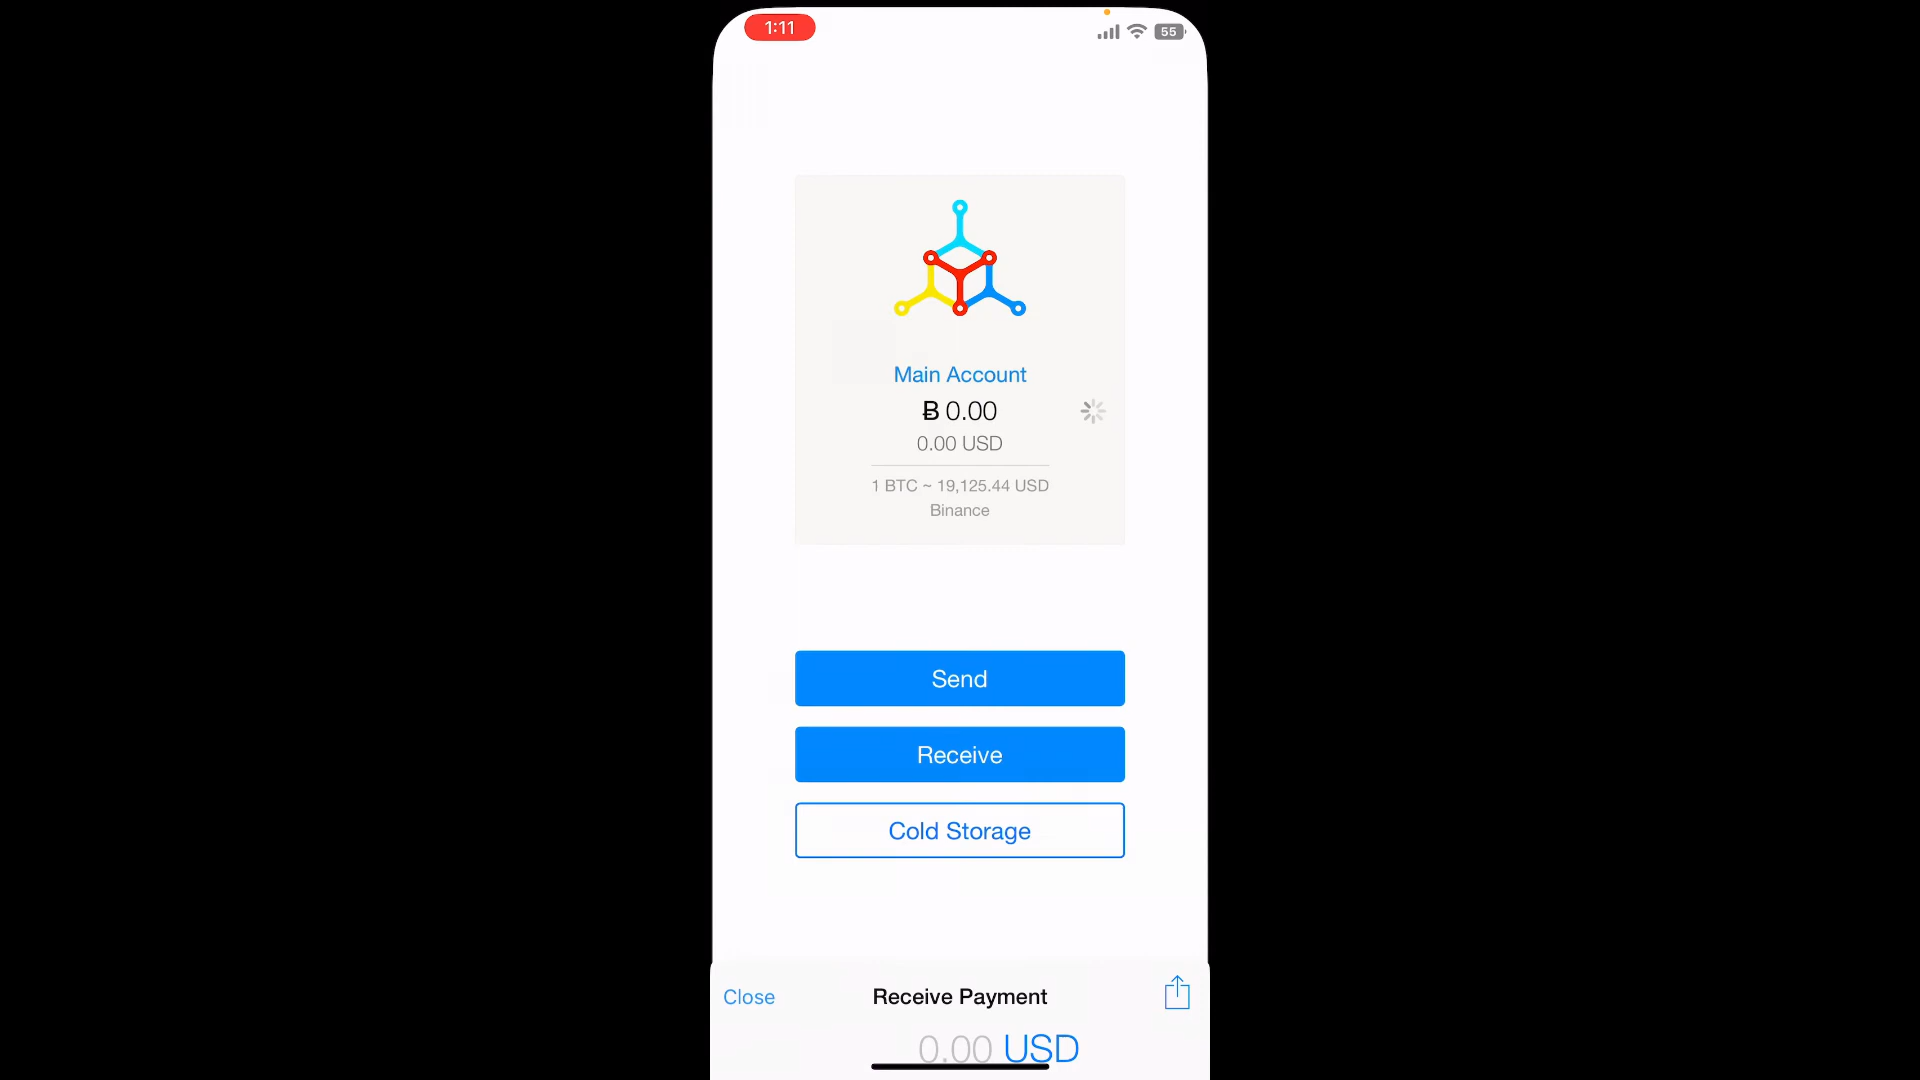 1:11
55
Main Account
Ƀ 0.00
0.00 USD
1 BTC ~ 19,125.44 USD
Binance
Send
Receive
Cold Storage
Close
Receive Payment
0.00 USD